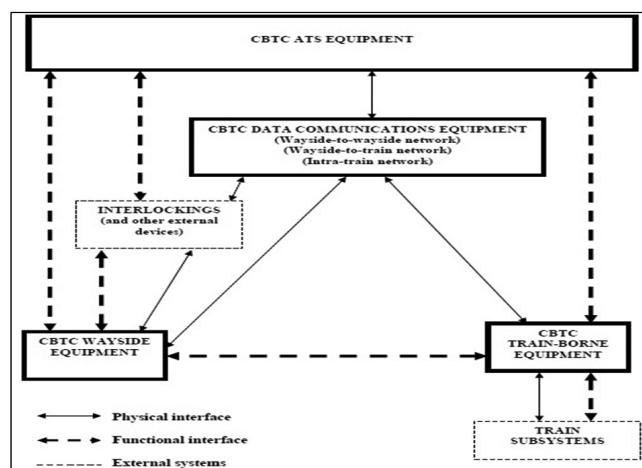 CBTC ATS EQUIPMENT
CBTC DATA COMMUNICATIONS EQUIPMENT
(Wayside-to-wayside network)
(Wayside-to-train network)
(Intra-train network)
INTERLOCKINGS
(and other external
devices)
CBTC WAYSIDE
EQUIPMENT
CBTC
TRAIN-BORNE
EQUIPMENT
Physical interface
Functional interface
External systems
TRAIN
SUBSYSTEMS